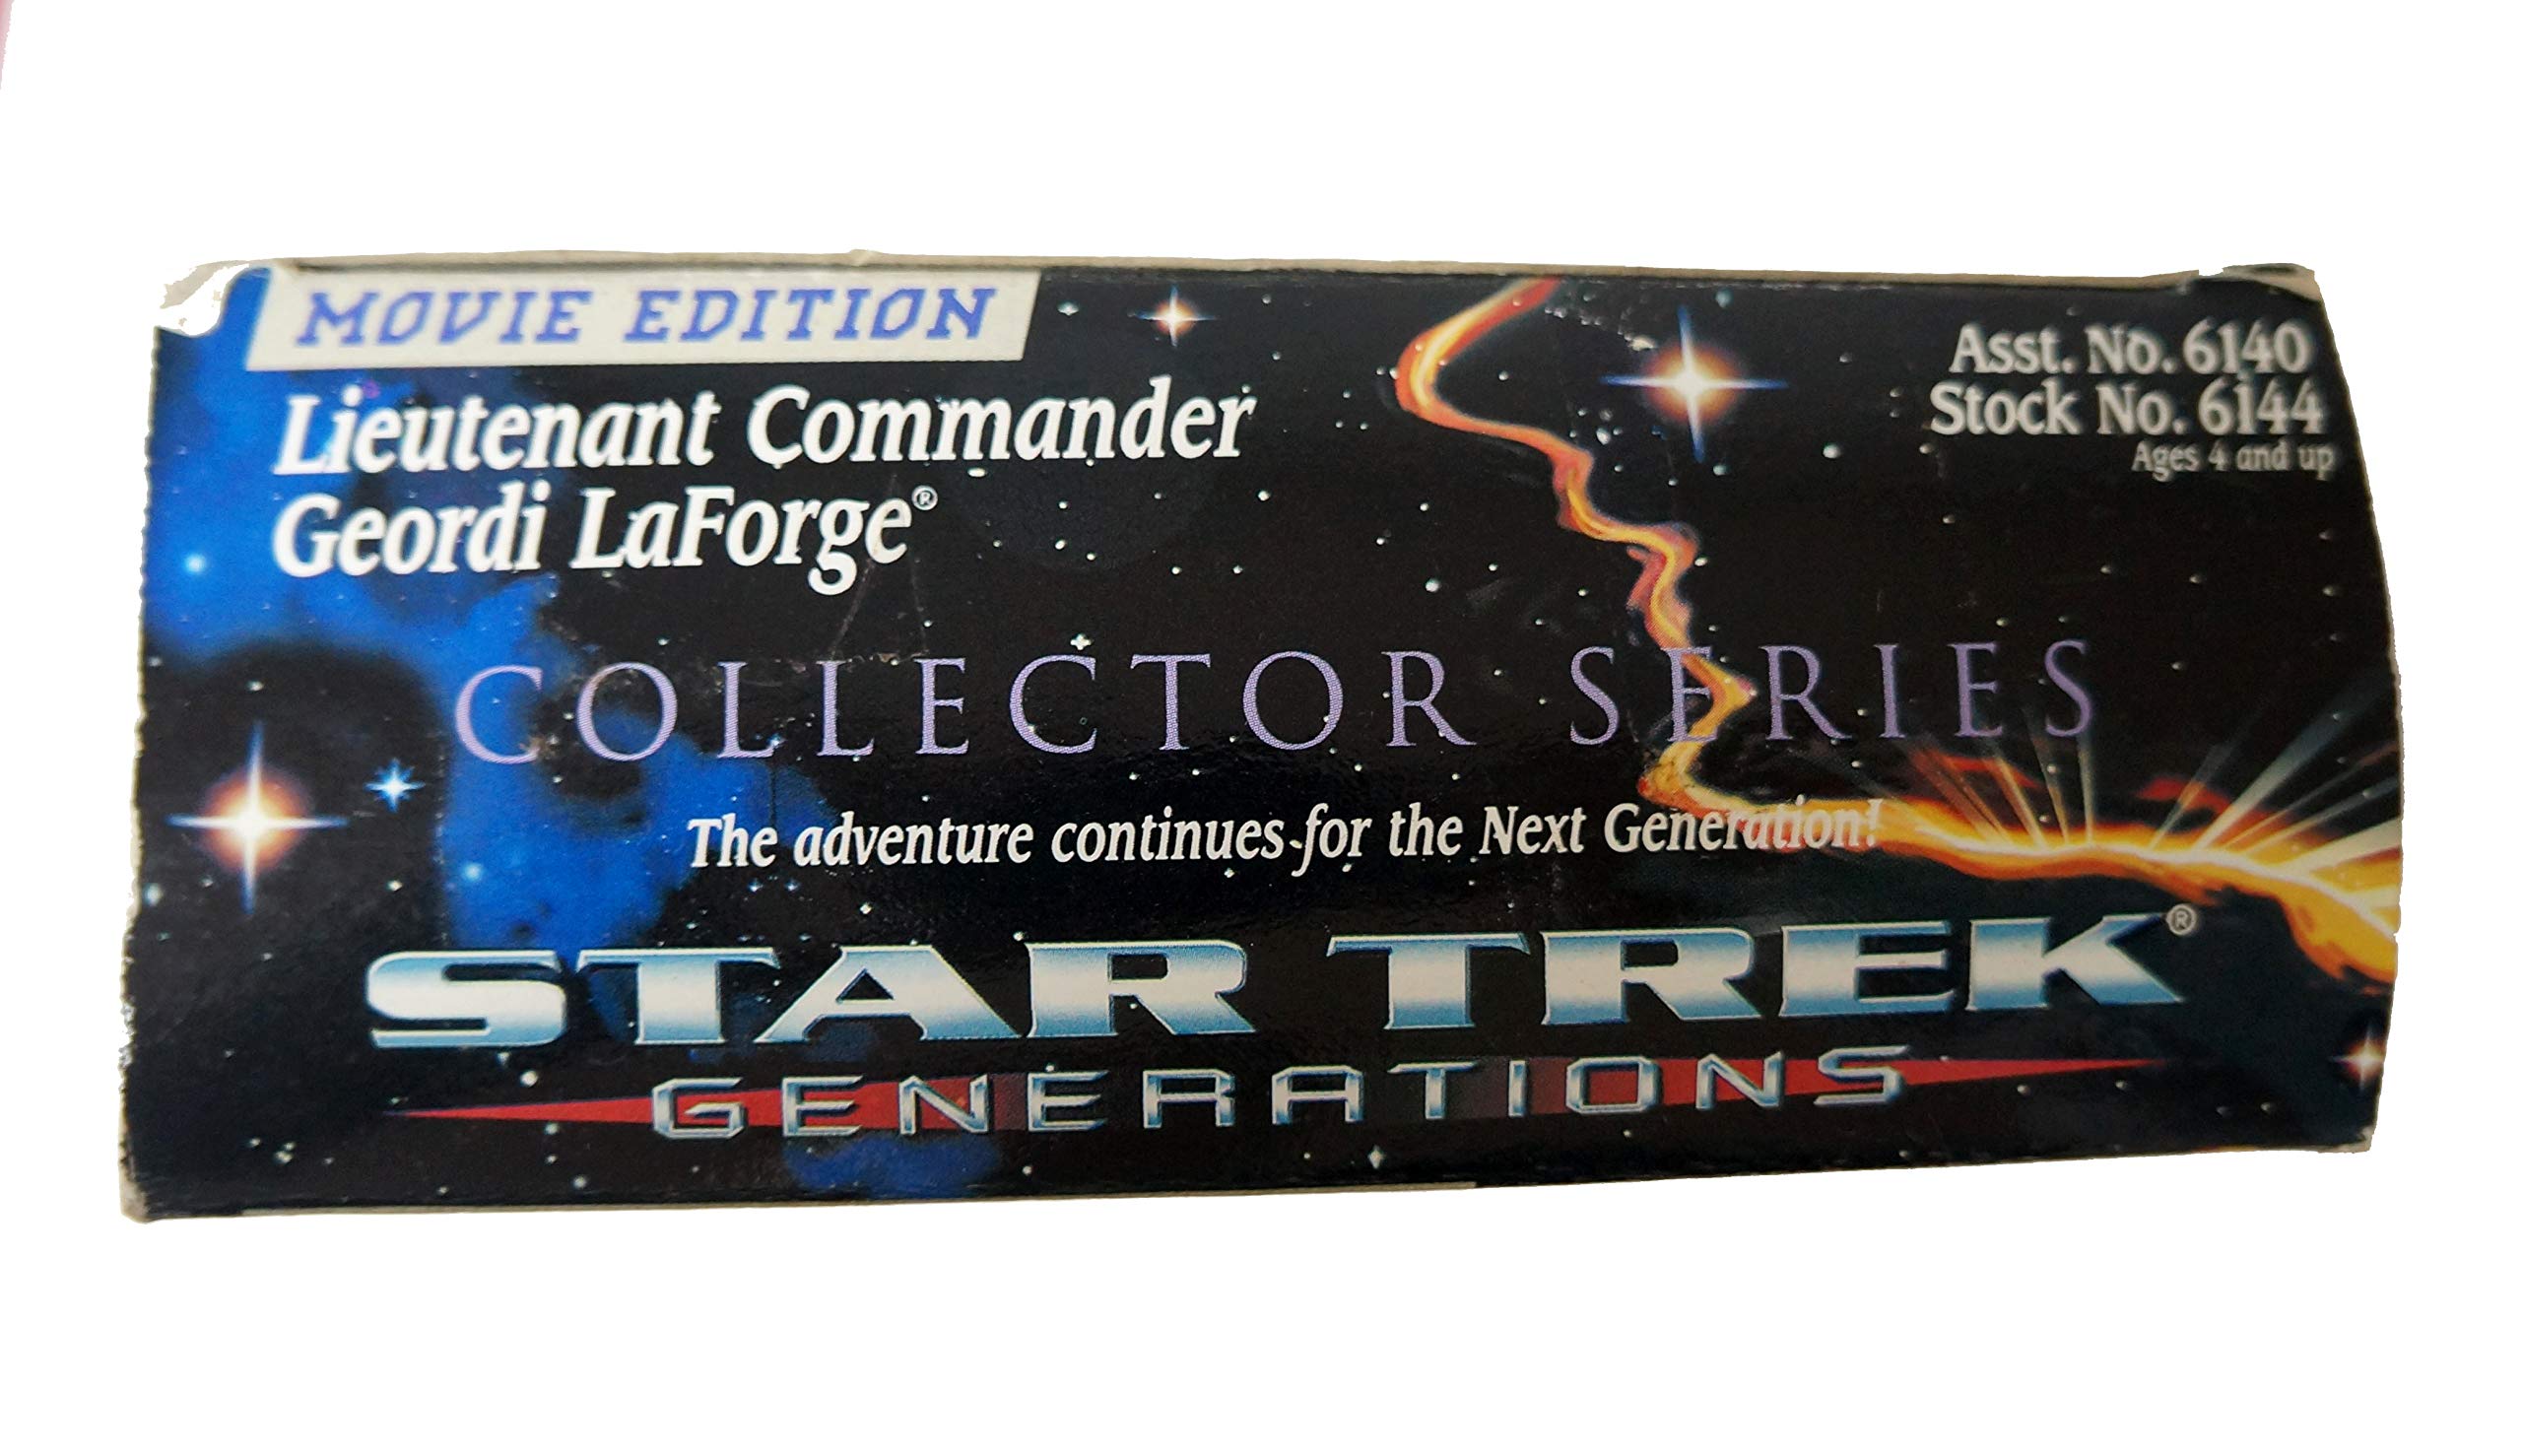 MOVIE EDITION
Lieutenant Commander
Geordi LaForge®
Asst. No. 6140
Stock No. 6144
Ages 4 and up
COLLECTOR SERIES
The adventure continues for the Next Generation!
STAR TREK®
GENERATIONS